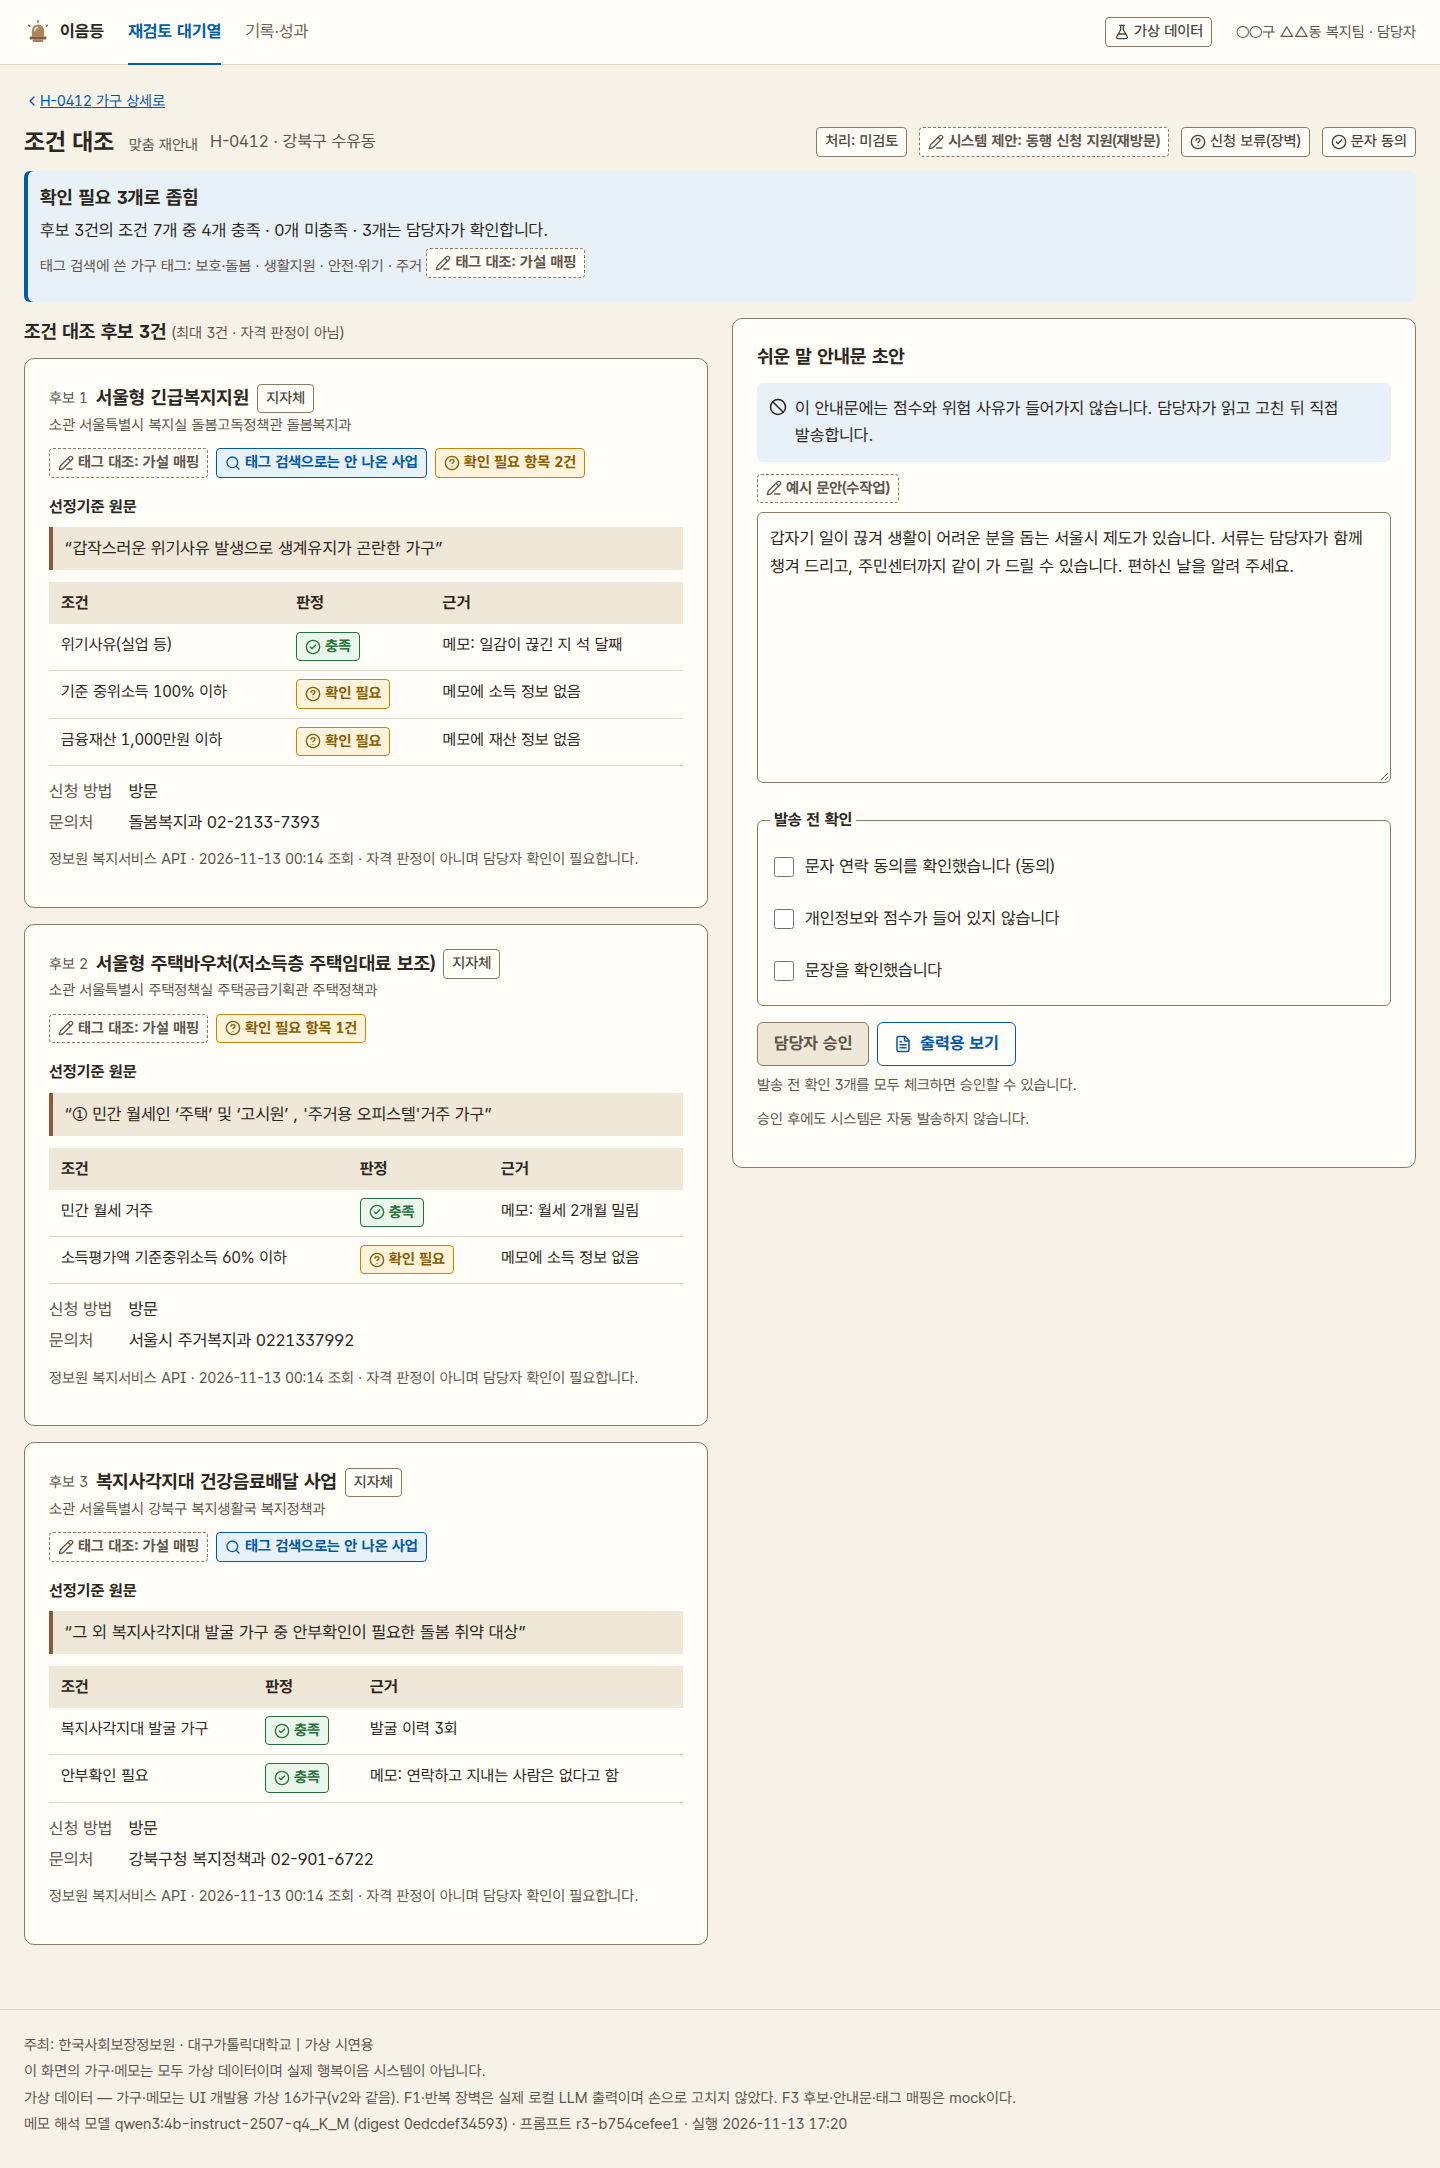 이음등
재검토 대기열
기록·성과
가상 데이터
○○구 △△동 복지팀 · 담당자
H-0412 가구 상세로
조건 대조 맞춤 재안내 H-0412 · 강북구 수유동
처리: 미검토
시스템 제안: 동행 신청 지원(재방문)
신청 보류(장벽)
문자 동의
확인 필요 3개로 좁힘
후보 3건의 조건 7개 중 4개 충족 · 0개 미충족 · 3개는 담당자가 확인합니다.
태그 검색에 쓴 가구 태그: 보호·돌봄 · 생활지원 · 안전·위기 · 주거 태그 대조: 가설 매핑
조건 대조 후보 3건 (최대 3건 · 자격 판정이 아님)
후보 1 서울형 긴급복지지원 지자체
소관 서울특별시 복지실 돌봄고독정책관 돌봄복지과
태그 대조: 가설 매핑 태그 검색으로는 안 나온 사업 확인 필요 항목 2건
선정기준 원문
“갑작스러운 위기사유 발생으로 생계유지가 곤란한 가구”
조건 판정 근거
위기사유(실업 등) 충족 메모: 일감이 끊긴 지 석 달째
기준 중위소득 100% 이하 확인 필요 메모에 소득 정보 없음
금융재산 1,000만원 이하 확인 필요 메모에 재산 정보 없음
신청 방법 방문
문의처 돌봄복지과 02-2133-7393
정보원 복지서비스 API · 2026-11-13 00:14 조회 · 자격 판정이 아니며 담당자 확인이 필요합니다.
후보 2 서울형 주택바우처(저소득층 주택임대료 보조) 지자체
소관 서울특별시 주택정책실 주택공급기획관 주택정책과
태그 대조: 가설 매핑 확인 필요 항목 1건
선정기준 원문
“① 민간 월세인 ‘주택’ 및 ‘고시원’ , '주거용 오피스텔'거주 가구”
조건 판정 근거
민간 월세 거주 충족 메모: 월세 2개월 밀림
소득평가액 기준중위소득 60% 이하 확인 필요 메모에 소득 정보 없음
신청 방법 방문
문의처 서울시 주거복지과 0221337992
정보원 복지서비스 API · 2026-11-13 00:14 조회 · 자격 판정이 아니며 담당자 확인이 필요합니다.
후보 3 복지사각지대 건강음료배달 사업 지자체
소관 서울특별시 강북구 복지생활국 복지정책과
태그 대조: 가설 매핑 태그 검색으로는 안 나온 사업
선정기준 원문
“그 외 복지사각지대 발굴 가구 중 안부확인이 필요한 돌봄 취약 대상”
조건 판정 근거
복지사각지대 발굴 가구 충족 발굴 이력 3회
안부확인 필요 충족 메모: 연락하고 지내는 사람은 없다고 함
신청 방법 방문
문의처 강북구청 복지정책과 02-901-6722
정보원 복지서비스 API · 2026-11-13 00:14 조회 · 자격 판정이 아니며 담당자 확인이 필요합니다.
쉬운 말 안내문 초안
이 안내문에는 점수와 위험 사유가 들어가지 않습니다. 담당자가 읽고 고친 뒤 직접
발송합니다.
예시 문안(수작업)
갑자기 일이 끊겨 생활이 어려운 분을 돕는 서울시 제도가 있습니다. 서류는 담당자가 함께
챙겨 드리고, 주민센터까지 같이 가 드릴 수 있습니다. 편하신 날을 알려 주세요.
발송 전 확인
문자 연락 동의를 확인했습니다 (동의)
개인정보와 점수가 들어 있지 않습니다
문장을 확인했습니다
담당자 승인 출력용 보기
발송 전 확인 3개를 모두 체크하면 승인할 수 있습니다.
승인 후에도 시스템은 자동 발송하지 않습니다.
주최: 한국사회보장정보원 · 대구가톨릭대학교 | 가상 시연용
이 화면의 가구·메모는 모두 가상 데이터이며 실제 행복이음 시스템이 아닙니다.
가상 데이터 — 가구·메모는 UI 개발용 가상 16가구(v2와 같음). F1·반복 장벽은 실제 로컬 LLM 출력이며 손으로 고치지 않았다. F3 후보·안내문·태그 매핑은 mock이다.
메모 해석 모델 qwen3:4b-instruct-2507-q4_K_M (digest 0edcdef34593) · 프롬프트 r3-b754cefee1 · 실행 2026-11-13 17:20